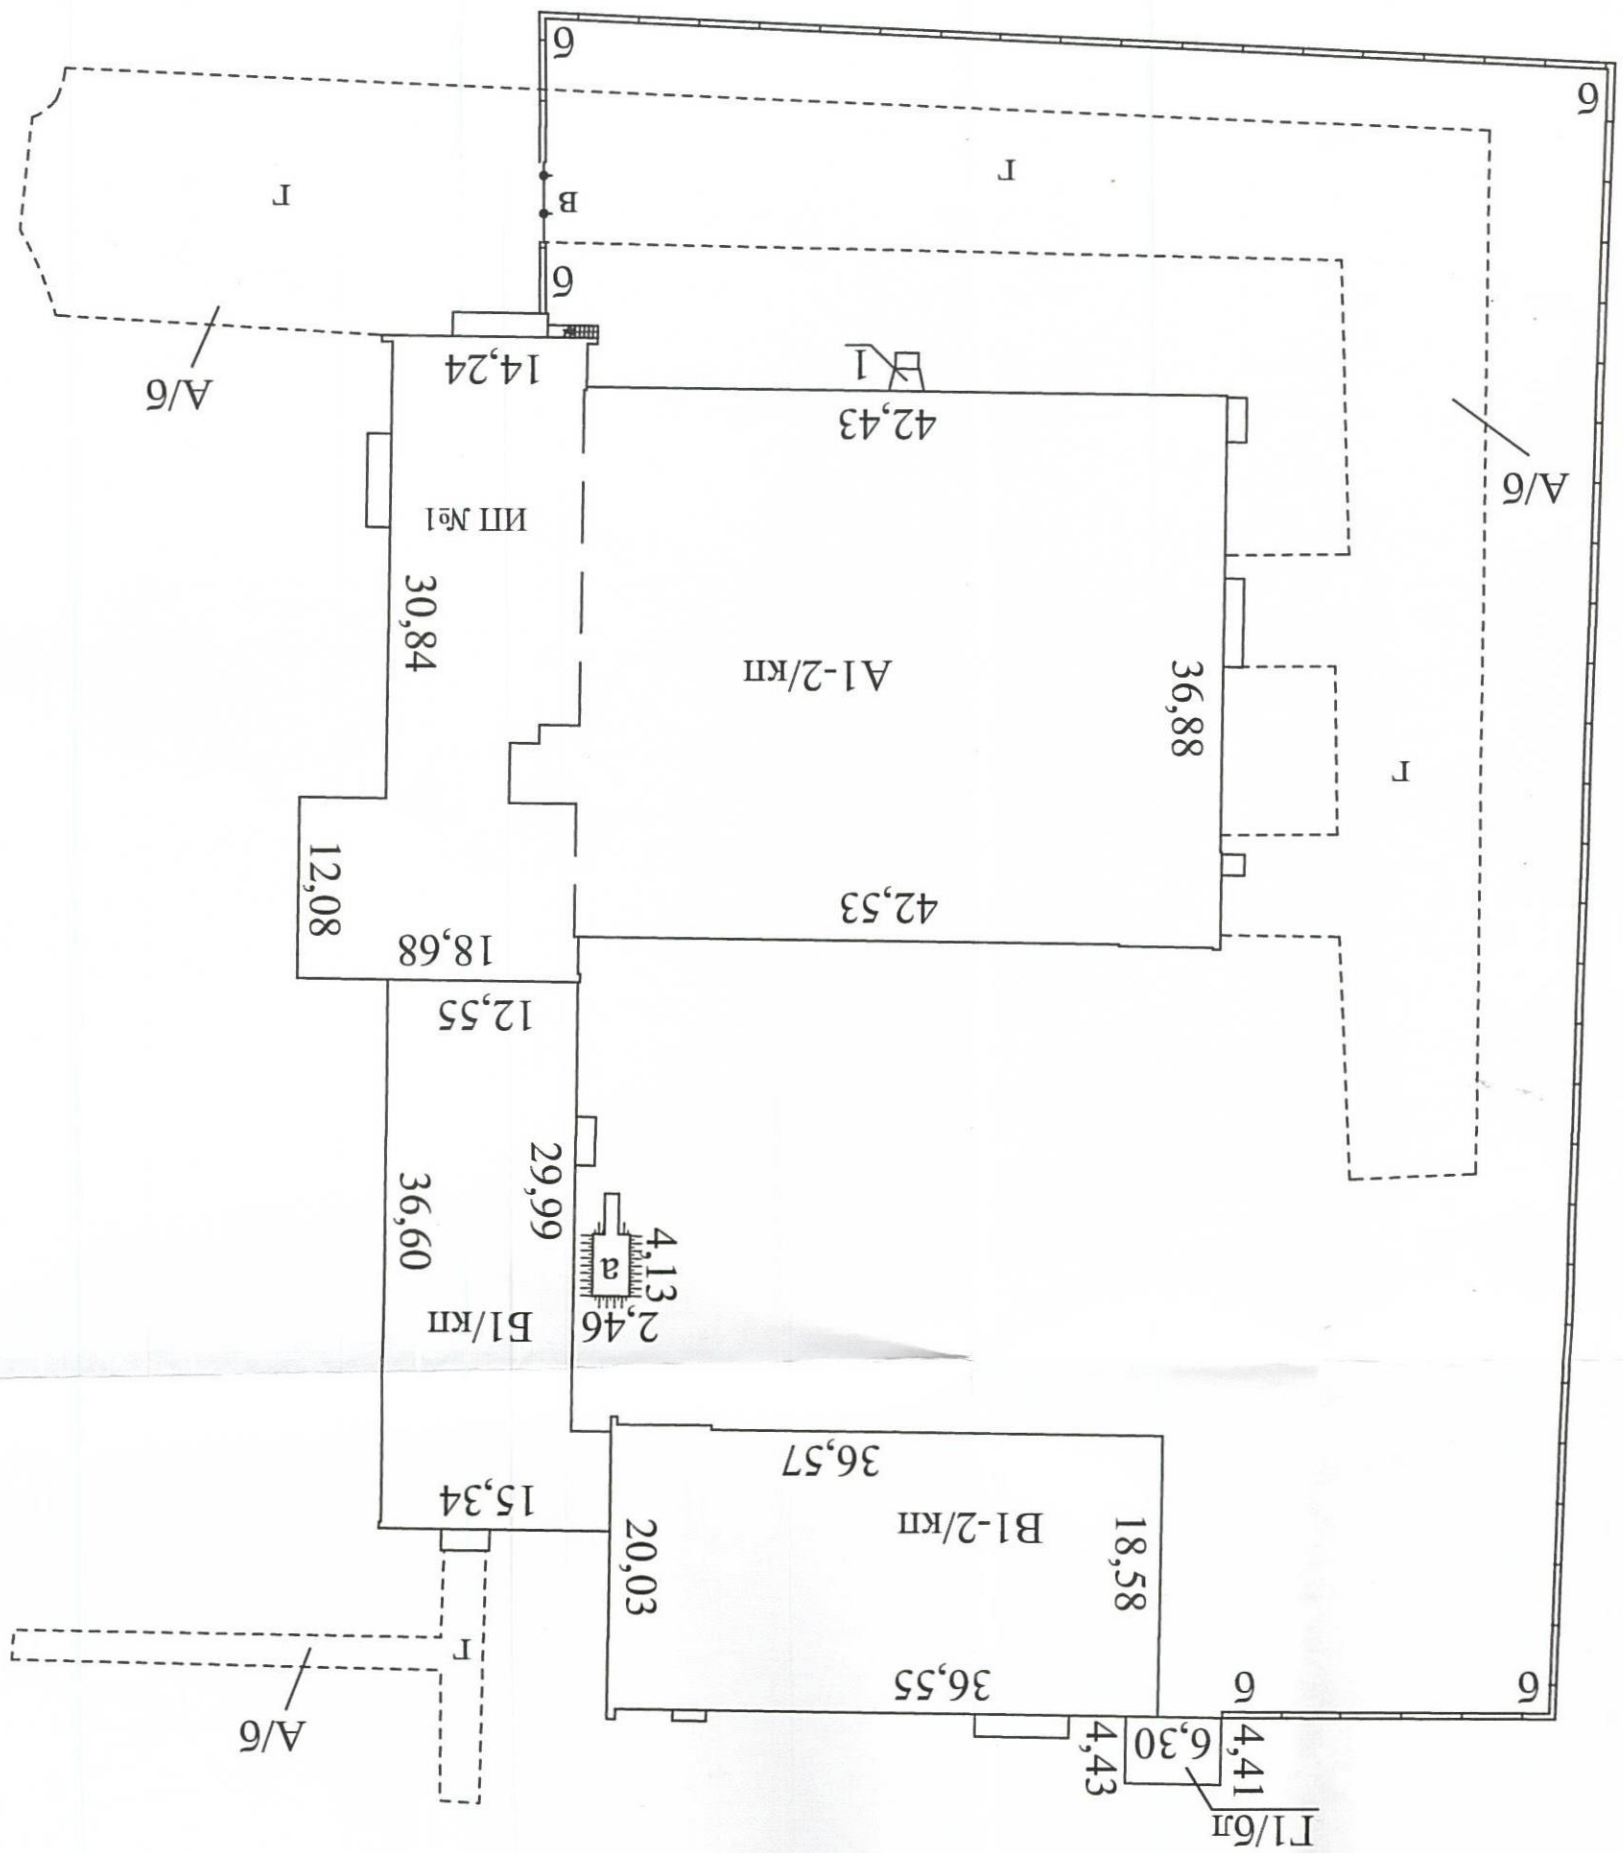 Г1/бл
4,41
6,30
4,43
б
б
36,55
18,58
В1-2/кп
20,03
36,57
А/б
г
15,34
Б1/кп
2,46
4,13
а
29,99
36,60
12,55
18,68
12,08
42,53
А1-2/кп
36,88
г
30,84
ИП №1
А/б
42,43
1
14,24
А/б
б
в
г
г
б
б